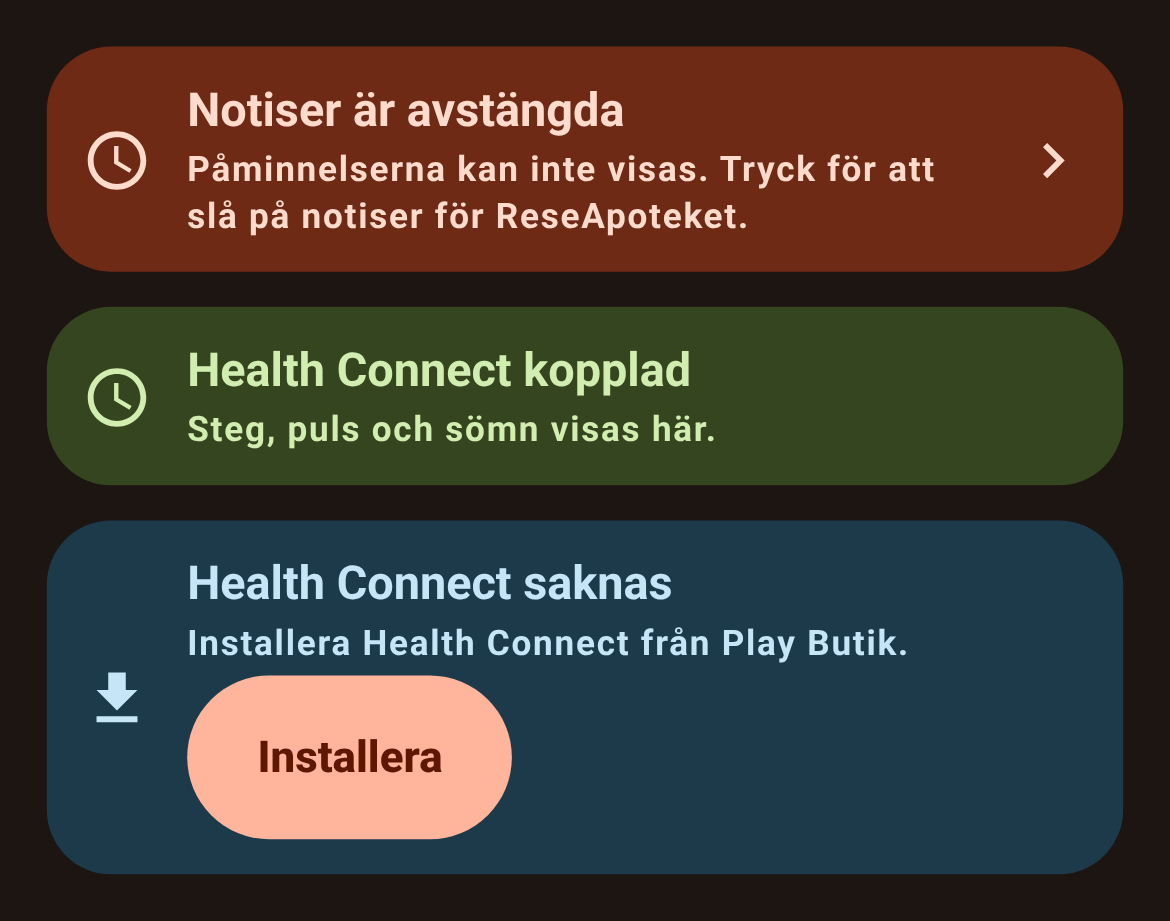 Notiser är avstängda
Påminnelserna kan inte visas. Tryck för att
slå på notiser för ReseApoteket.
Health Connect kopplad
Steg, puls och sömn visas här.
Health Connect saknas
Installera Health Connect från Play Butik.
Installera